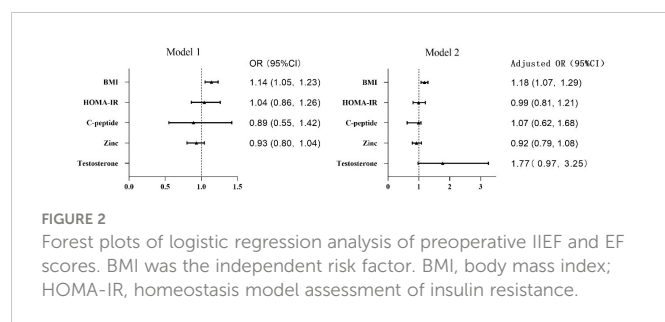 Model 1
OR (95%CI)
BMI 1.14 (1.05, 1.23)
HOMA-IR 1.04 (0.86, 1.26)
C-peptide 0.89 (0.55, 1.42)
Zinc 0.93 (0.80, 1.04)
Testosterone
0.0 0.5 1.0 1.5
Model 2
Adjusted OR (95%CI)
BMI 1.18 (1.07, 1.29)
HOMA-IR 0.99 (0.81, 1.21)
C-peptide 1.07 (0.62, 1.68)
Zinc 0.92 (0.79, 1.08)
Testosterone 1.77( 0.97, 3.25)
0 1 2 3
FIGURE 2
Forest plots of logistic regression analysis of preoperative IIEF and EF
scores. BMI was the independent risk factor. BMI, body mass index;
HOMA-IR, homeostasis model assessment of insulin resistance.